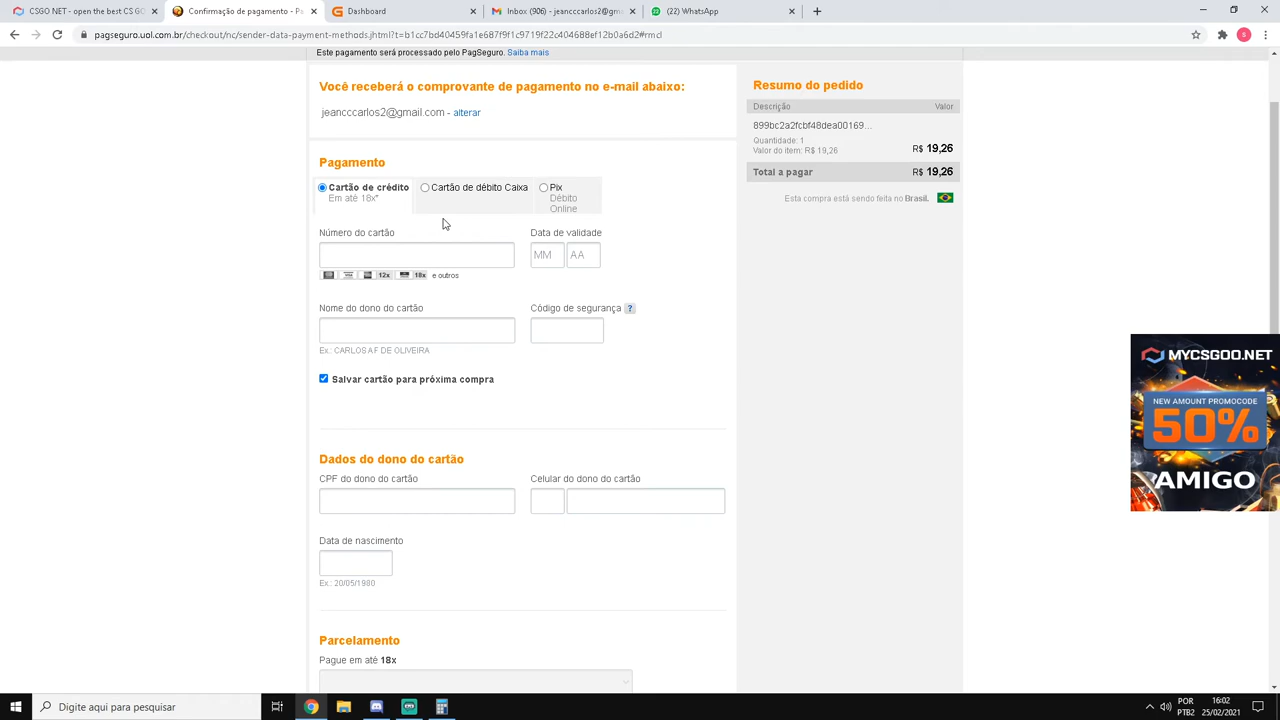 CSGO NET - open the best CS GO
Confirmação de pagamento - P
Dashboard
Inbox (906) - jeancccarlos2@gm
(22) WhatsApp
pagseguro.uol.com.br/checkout/nc/sender-data-payment-methods.jhtml?t=b1cc7bd40459f1a687f9f1c9719f22c404688ef12b0a6d2#rmcl
S
Este pagamento será processado pelo PagSeguro. Saiba mais
Você receberá o comprovante de pagamento no e-mail abaixo:
jeancccarlos2@gmail.com - alterar
Pagamento
Cartão de crédito
Em até 18x*
Cartão de débito Caixa
Pix
Débito
Online
Número do cartão
Data de validade
MM
AA
12x
18x
e outros
Nome do dono do cartão
Código de segurança ?
Ex.: CARLOS A F DE OLIVEIRA
Salvar cartão para próxima compra
Dados do dono do cartão
CPF do dono do cartão
Celular do dono do cartão
Data de nascimento
Ex.: 20/05/1980
Parcelamento
Pague em até 18x
Resumo do pedido
Descrição
Valor
899bc2a2fcbf48dea00169...
Quantidade: 1
Valor do item: R$ 19,26
R$ 19,26
Total a pagar
R$ 19,26
Esta compra está sendo feita no Brasil.
MYCSGOO.NET
NEW AMOUNT PROMOCODE
50%
AMIGO
Digite aqui para pesquisar
POR
PTB2
16:02
25/02/2021